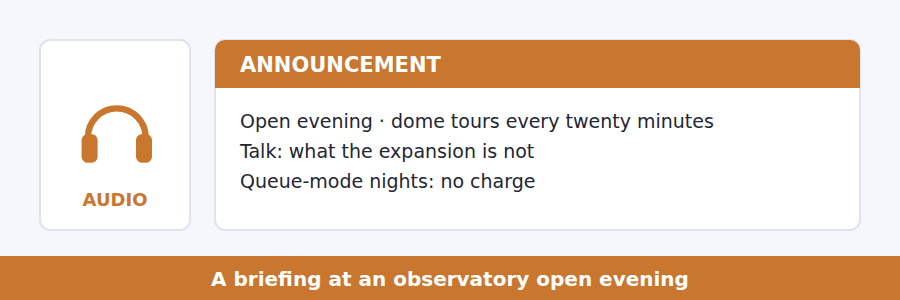 AUDIO
ANNOUNCEMENT
Open evening · dome tours every twenty minutes
Talk: what the expansion is not
Queue-mode nights: no charge
A briefing at an observatory open evening